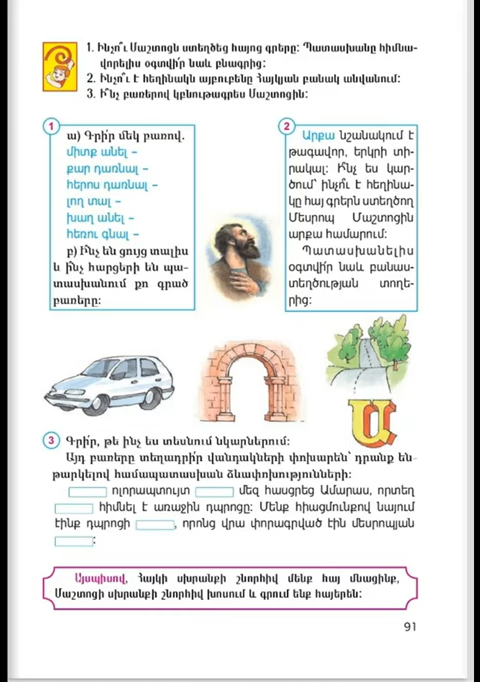 1. Ինչո՞ւ Մաշտոցն ստեղծեց հայոց գրերը: Պատասխանը հիմնա-
վորելիս օգտվի՛ր նաև բնագրից:
2. Ինչո՞ւ է հեղինակն այբուբենը Հայկյան բանակ անվանում:
3. Ի՞նչ բառերով կբնութագրես Մաշտոցին:
1
ա) Գրի՛ր մեկ բառով.
միտք անել –
քար դառնալ –
հերոս դառնալ –
լող տալ –
խաղ անել –
հեռու գնալ –
բ) Ի՞նչ են ցույց տալիս
և ի՞նչ հարցերի են պա-
տասխանում քո գրած
բառերը:
2
Արքա նշանակում է
թագավոր, երկրի տի-
րակալ: Ի՞նչ ես կար-
ծում՝ ինչո՞ւ է հեղինա-
կը հայ գրերն ստեղծող
Մեսրոպ Մաշտոցին
արքա համարում:
Պատասխանելիս
օգտվի՛ր նաև բանաս-
տեղծության տողե-
րից:
Ա
3 Գրի՛ր, թե ինչ ես տեսնում նկարներում:
Այդ բառերը տեղադրի՛ր վանդակների փոխարեն՝ դրանք են-
թարկելով համապատասխան ձևափոխությունների:
ոլորապտույտ մեզ հասցրեց Ամարաս, որտեղ
հիմնել է առաջին դպրոցը: Մենք հիացմունքով նայում
էինք դպրոցի , որոնց վրա փորագրված էին մեսրոպյան
:
Այսպիսով, Հայկի սխրանքի շնորհիվ մենք հայ մնացինք,
Մաշտոցի սխրանքի շնորհիվ խոսում և գրում ենք հայերեն:
91